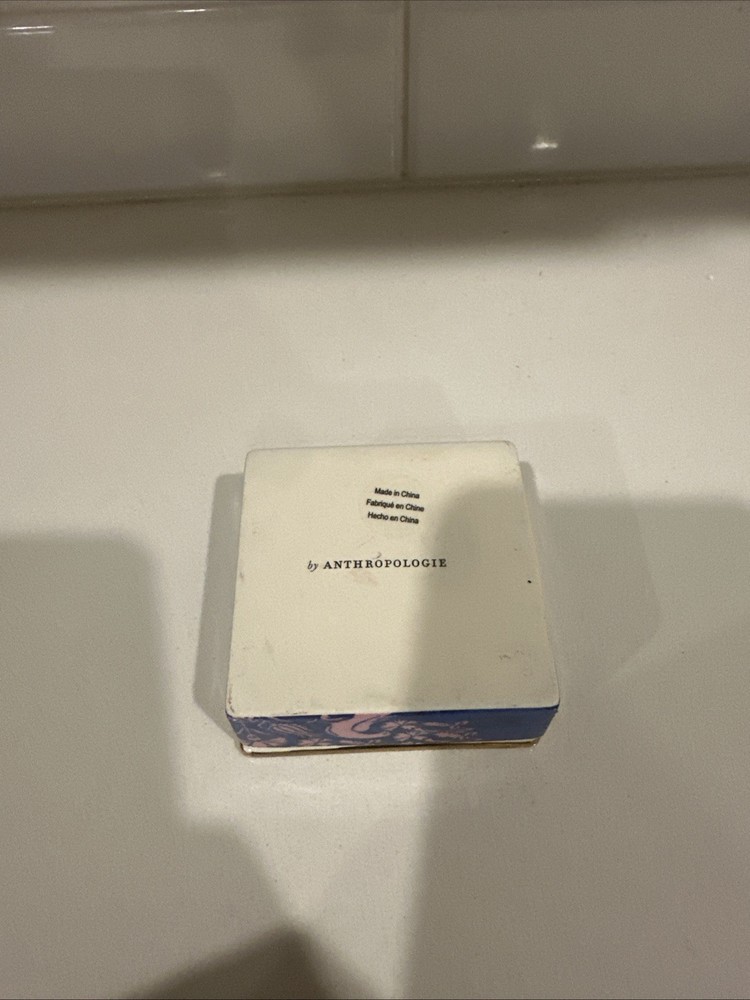 Made in China
Fabriqué en Chine
Hecho en China
by ANTHROPOLOGIE